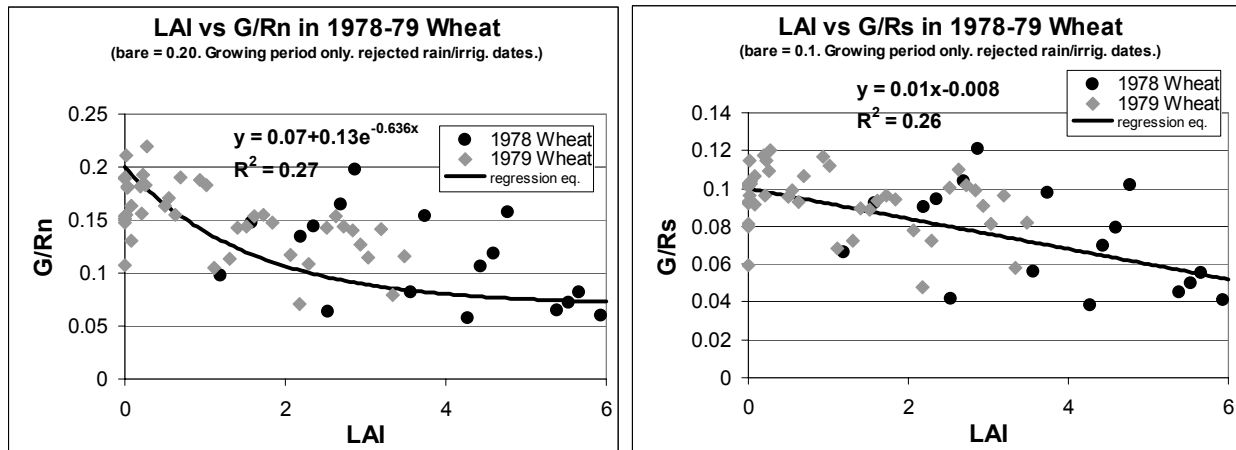 LAI vs G/Rn in 1978-79 Wheat
(bare = 0.20. Growing period only. rejected rain/irrig. dates.)
y = 0.07+0.13e^-0.636x
R² = 0.27
1978 Wheat
1979 Wheat
regression eq.
0.25
0.2
0.15
0.1
0.05
0
G/Rn
0 2 4 6
LAI
LAI vs G/Rs in 1978-79 Wheat
(bare = 0.1. Growing period only. rejected rain/irrig. dates.)
y = 0.01x-0.008
R² = 0.26
1978 Wheat
1979 Wheat
regression eq.
0.14
0.12
0.1
0.08
0.06
0.04
0.02
0
G/Rs
0 2 4 6
LAI